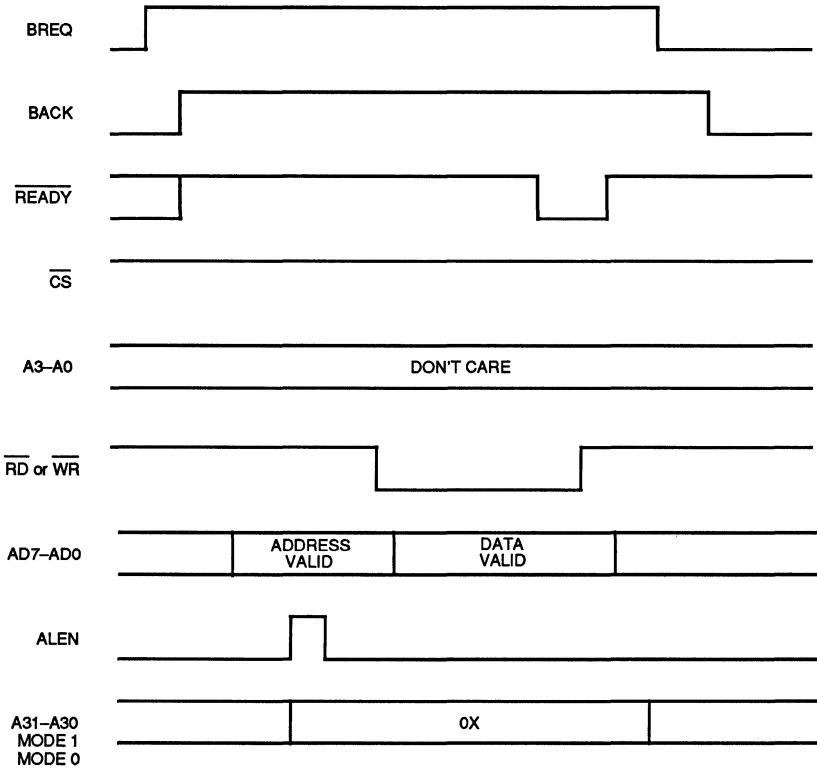 BREQ
BACK
READY
CS
A3–A0
DON'T CARE
RD or WR
AD7–AD0
ADDRESS
VALID
DATA
VALID
ALEN
A31–A30
MODE 1
MODE 0
0X